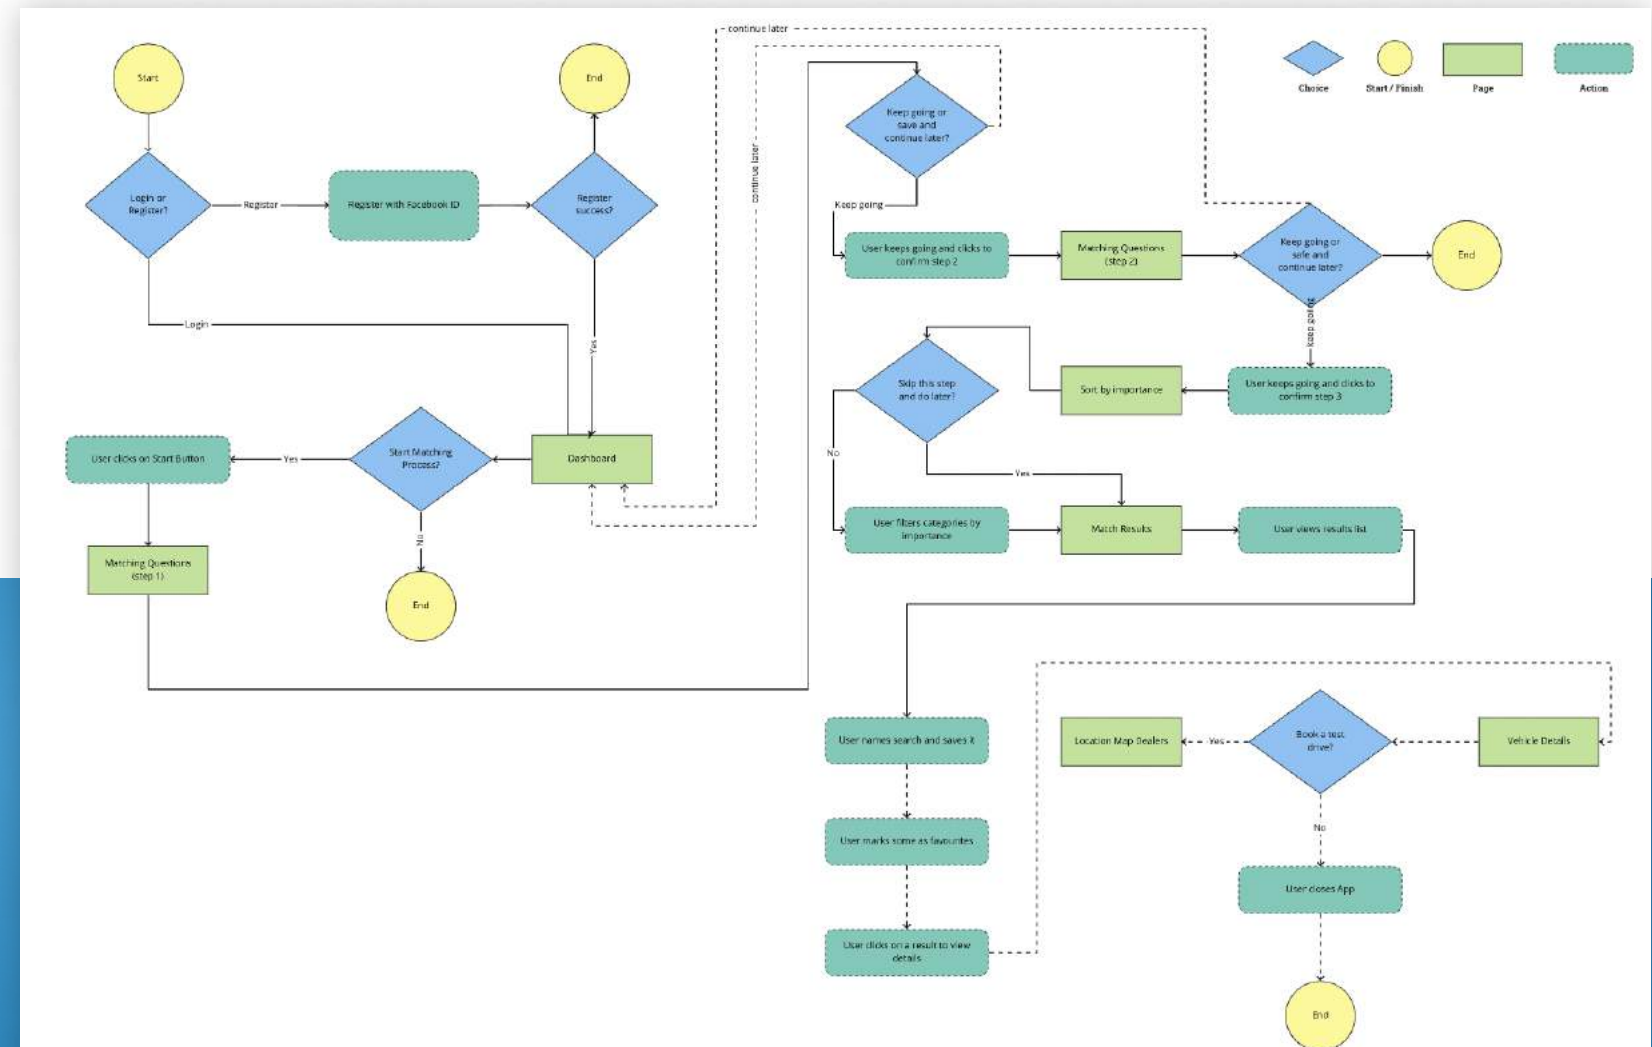 continue later
Start
End
Choice
Start / Finish
Page
Action
Keep going or
save and
continue later?
continue later
Login or
Register?
Register
Register with Facebook ID
Register
success?
Keep going
User keeps going and clicks to
confirm step 2
Matching Questions
(step 2)
Keep going or
safe and
continue later?
End
keep going
Login
Yes
Skip this step
and do later?
Sort by importance
User keeps going and clicks to
confirm step 3
User clicks on Start Button
Yes
Start Matching
Process?
Dashboard
No
Yes
No
User filters categories by
importance
Match Results
User views results list
Matching Questions
(step 1)
End
User names search and saves it
Location Map Dealers
Yes
Book a test
drive?
Vehicle Details
No
User marks some as favourites
User closes App
User clicks on a result to view
details
End